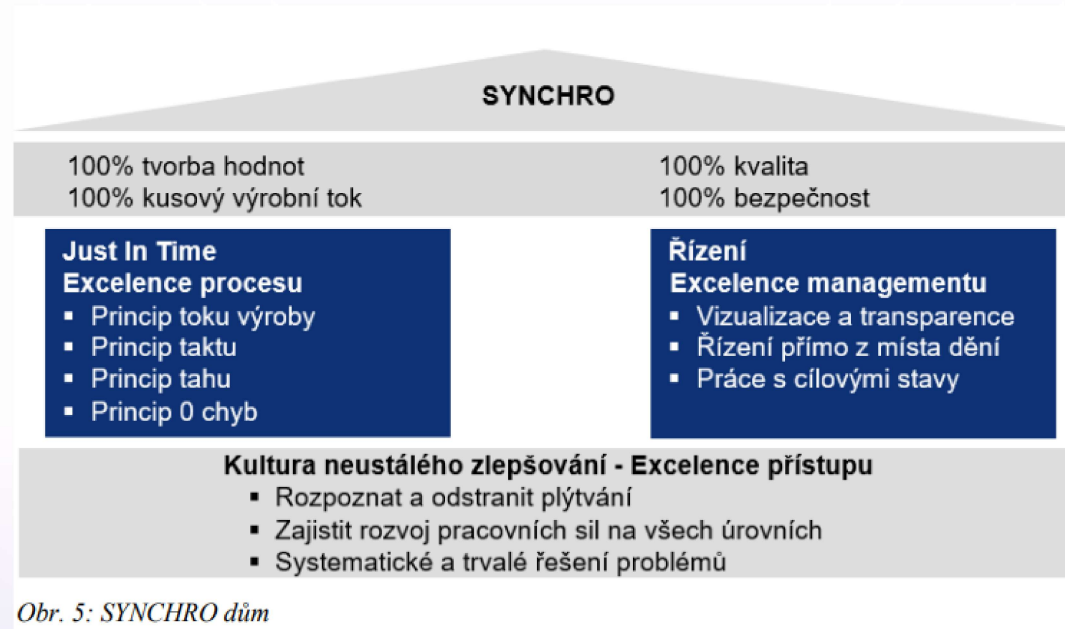 SYNCHRO
100% tvorba hodnot
100% kusový výrobní tok
100% kvalita
100% bezpečnost
Just In Time
Excelence procesu
▪ Princip toku výroby
▪ Princip taktu
▪ Princip tahu
▪ Princip 0 chyb
Řízení
Excelence managementu
▪ Vizualizace a transparence
▪ Řízení přímo z místa dění
▪ Práce s cílovými stavy
Kultura neustálého zlepšování - Excelence přístupu
▪ Rozpoznat a odstranit plýtvání
▪ Zajistit rozvoj pracovních sil na všech úrovních
▪ Systematické a trvalé řešení problémů
Obr. 5: SYNCHRO dům